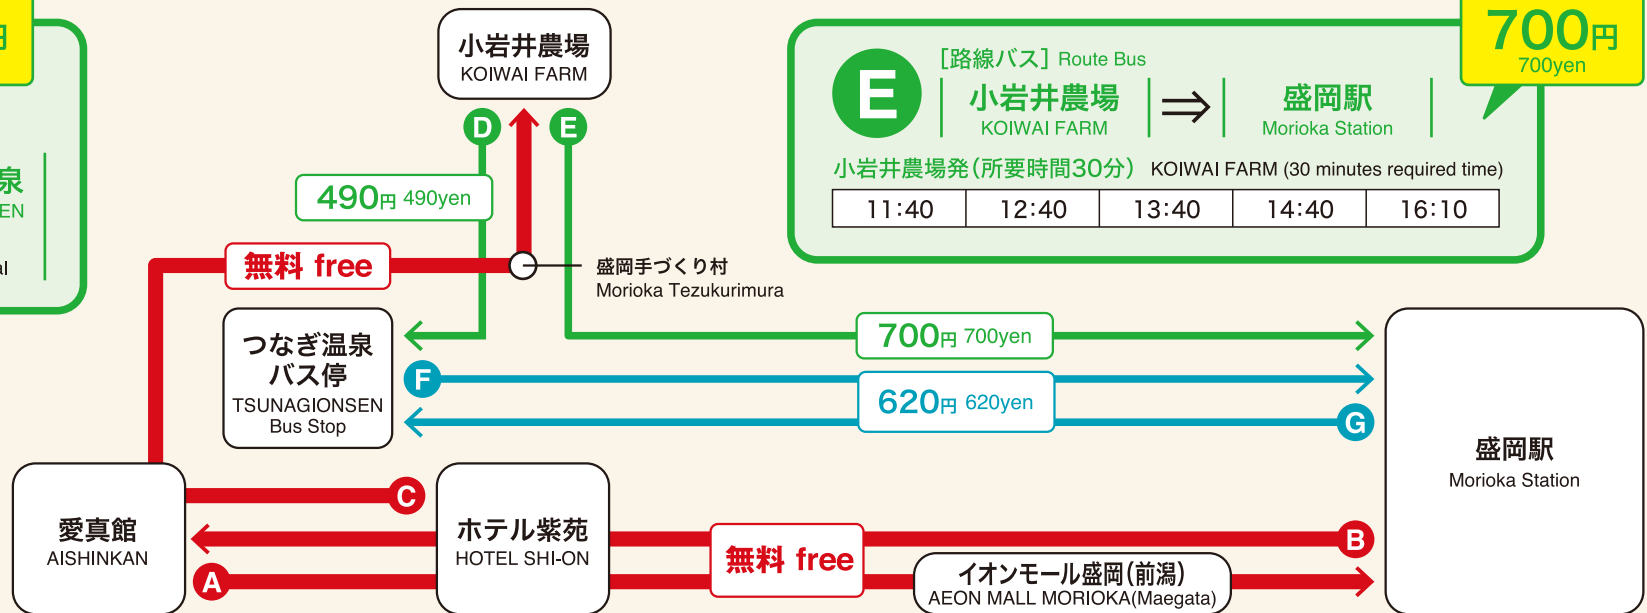 円
泉
EN
al
小岩井農場
KOIWAI FARM
D
E
490円 490yen
無料 free
盛岡手づくり村
Morioka Tezukurimura
700円
700yen
E
[路線バス] Route Bus
小岩井農場
KOIWAI FARM
⇒
盛岡駅
Morioka Station
小岩井農場発(所要時間30分) KOIWAI FARM (30 minutes required time)
11:40 12:40 13:40 14:40 16:10
つなぎ温泉
バス停
TSUNAGIONSEN
Bus Stop
700円 700yen
F
620円 620yen
G
盛岡駅
Morioka Station
愛真館
AISHINKAN
C
ホテル紫苑
HOTEL SHI-ON
B
無料 free
A
イオンモール盛岡(前潟)
AEON MALL MORIOKA(Maegata)